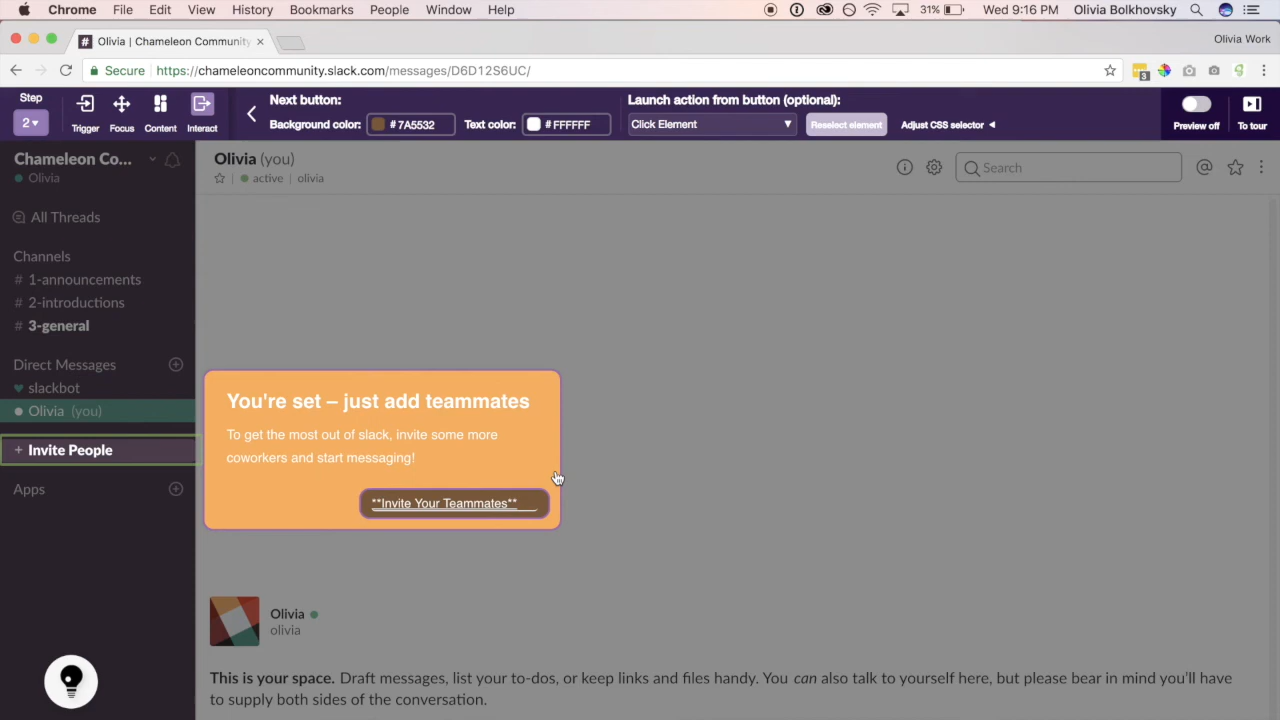 Chrome File Edit View History Bookmarks People Window Help 31% Wed 9:16 PM Olivia Bolkhovsky
# Olivia | Chameleon Community × Olivia Work
Secure https://chameleoncommunity.slack.com/messages/D6D12S6UC/ 3
Step Next button: Launch action from button (optional):
2▾ Trigger Focus Content Interact Background color: #7A5532 Text color: #FFFFFF Click Element ▼ Reselect element Adjust CSS selector ◀ Preview off To tour
Chameleon Co...
Olivia
Olivia (you)
active | olivia
Search
All Threads
Channels
# 1-announcements
# 2-introductions
# 3-general
Direct Messages
slackbot
Olivia (you)
+ Invite People
Apps
You're set – just add teammates
To get the most out of slack, invite some more
coworkers and start messaging!
**Invite Your Teammates**
Olivia
olivia
This is your space. Draft messages, list your to-dos, or keep links and files handy. You can also talk to yourself here, but please bear in mind you'll have
to supply both sides of the conversation.